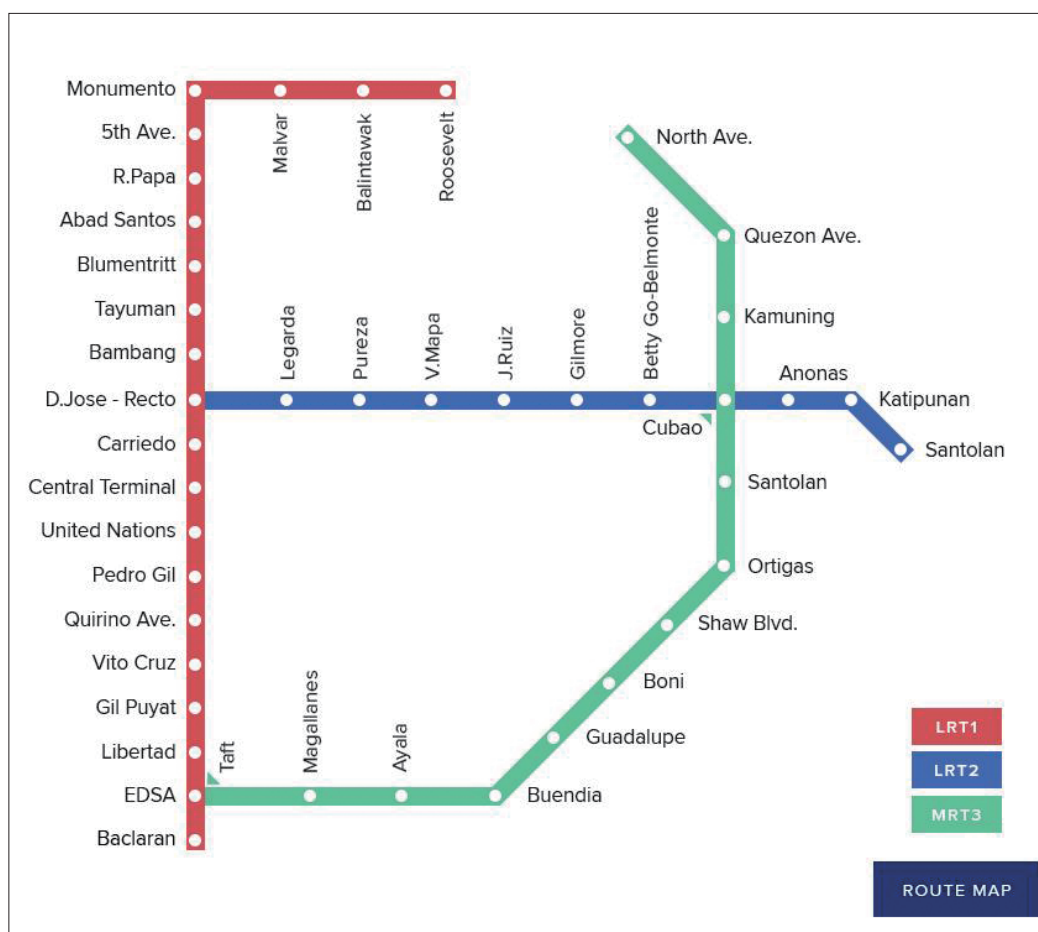 Monumento
5th Ave.
R.Papa
Abad Santos
Blumentritt
Tayuman
Bambang
D.Jose - Recto
Carriedo
Central Terminal
United Nations
Pedro Gil
Quirino Ave.
Vito Cruz
Gil Puyat
Libertad
EDSA
Baclaran
Malvar
Balintawak
Roosevelt
Legarda
Pureza
V.Mapa
J.Ruiz
Gilmore
Betty Go-Belmonte
Cubao
Anonas
Katipunan
Santolan
North Ave.
Quezon Ave.
Kamuning
Santolan
Ortigas
Shaw Blvd.
Boni
Guadalupe
Buendia
Ayala
Magallanes
Taft
LRT1
LRT2
MRT3
ROUTE MAP